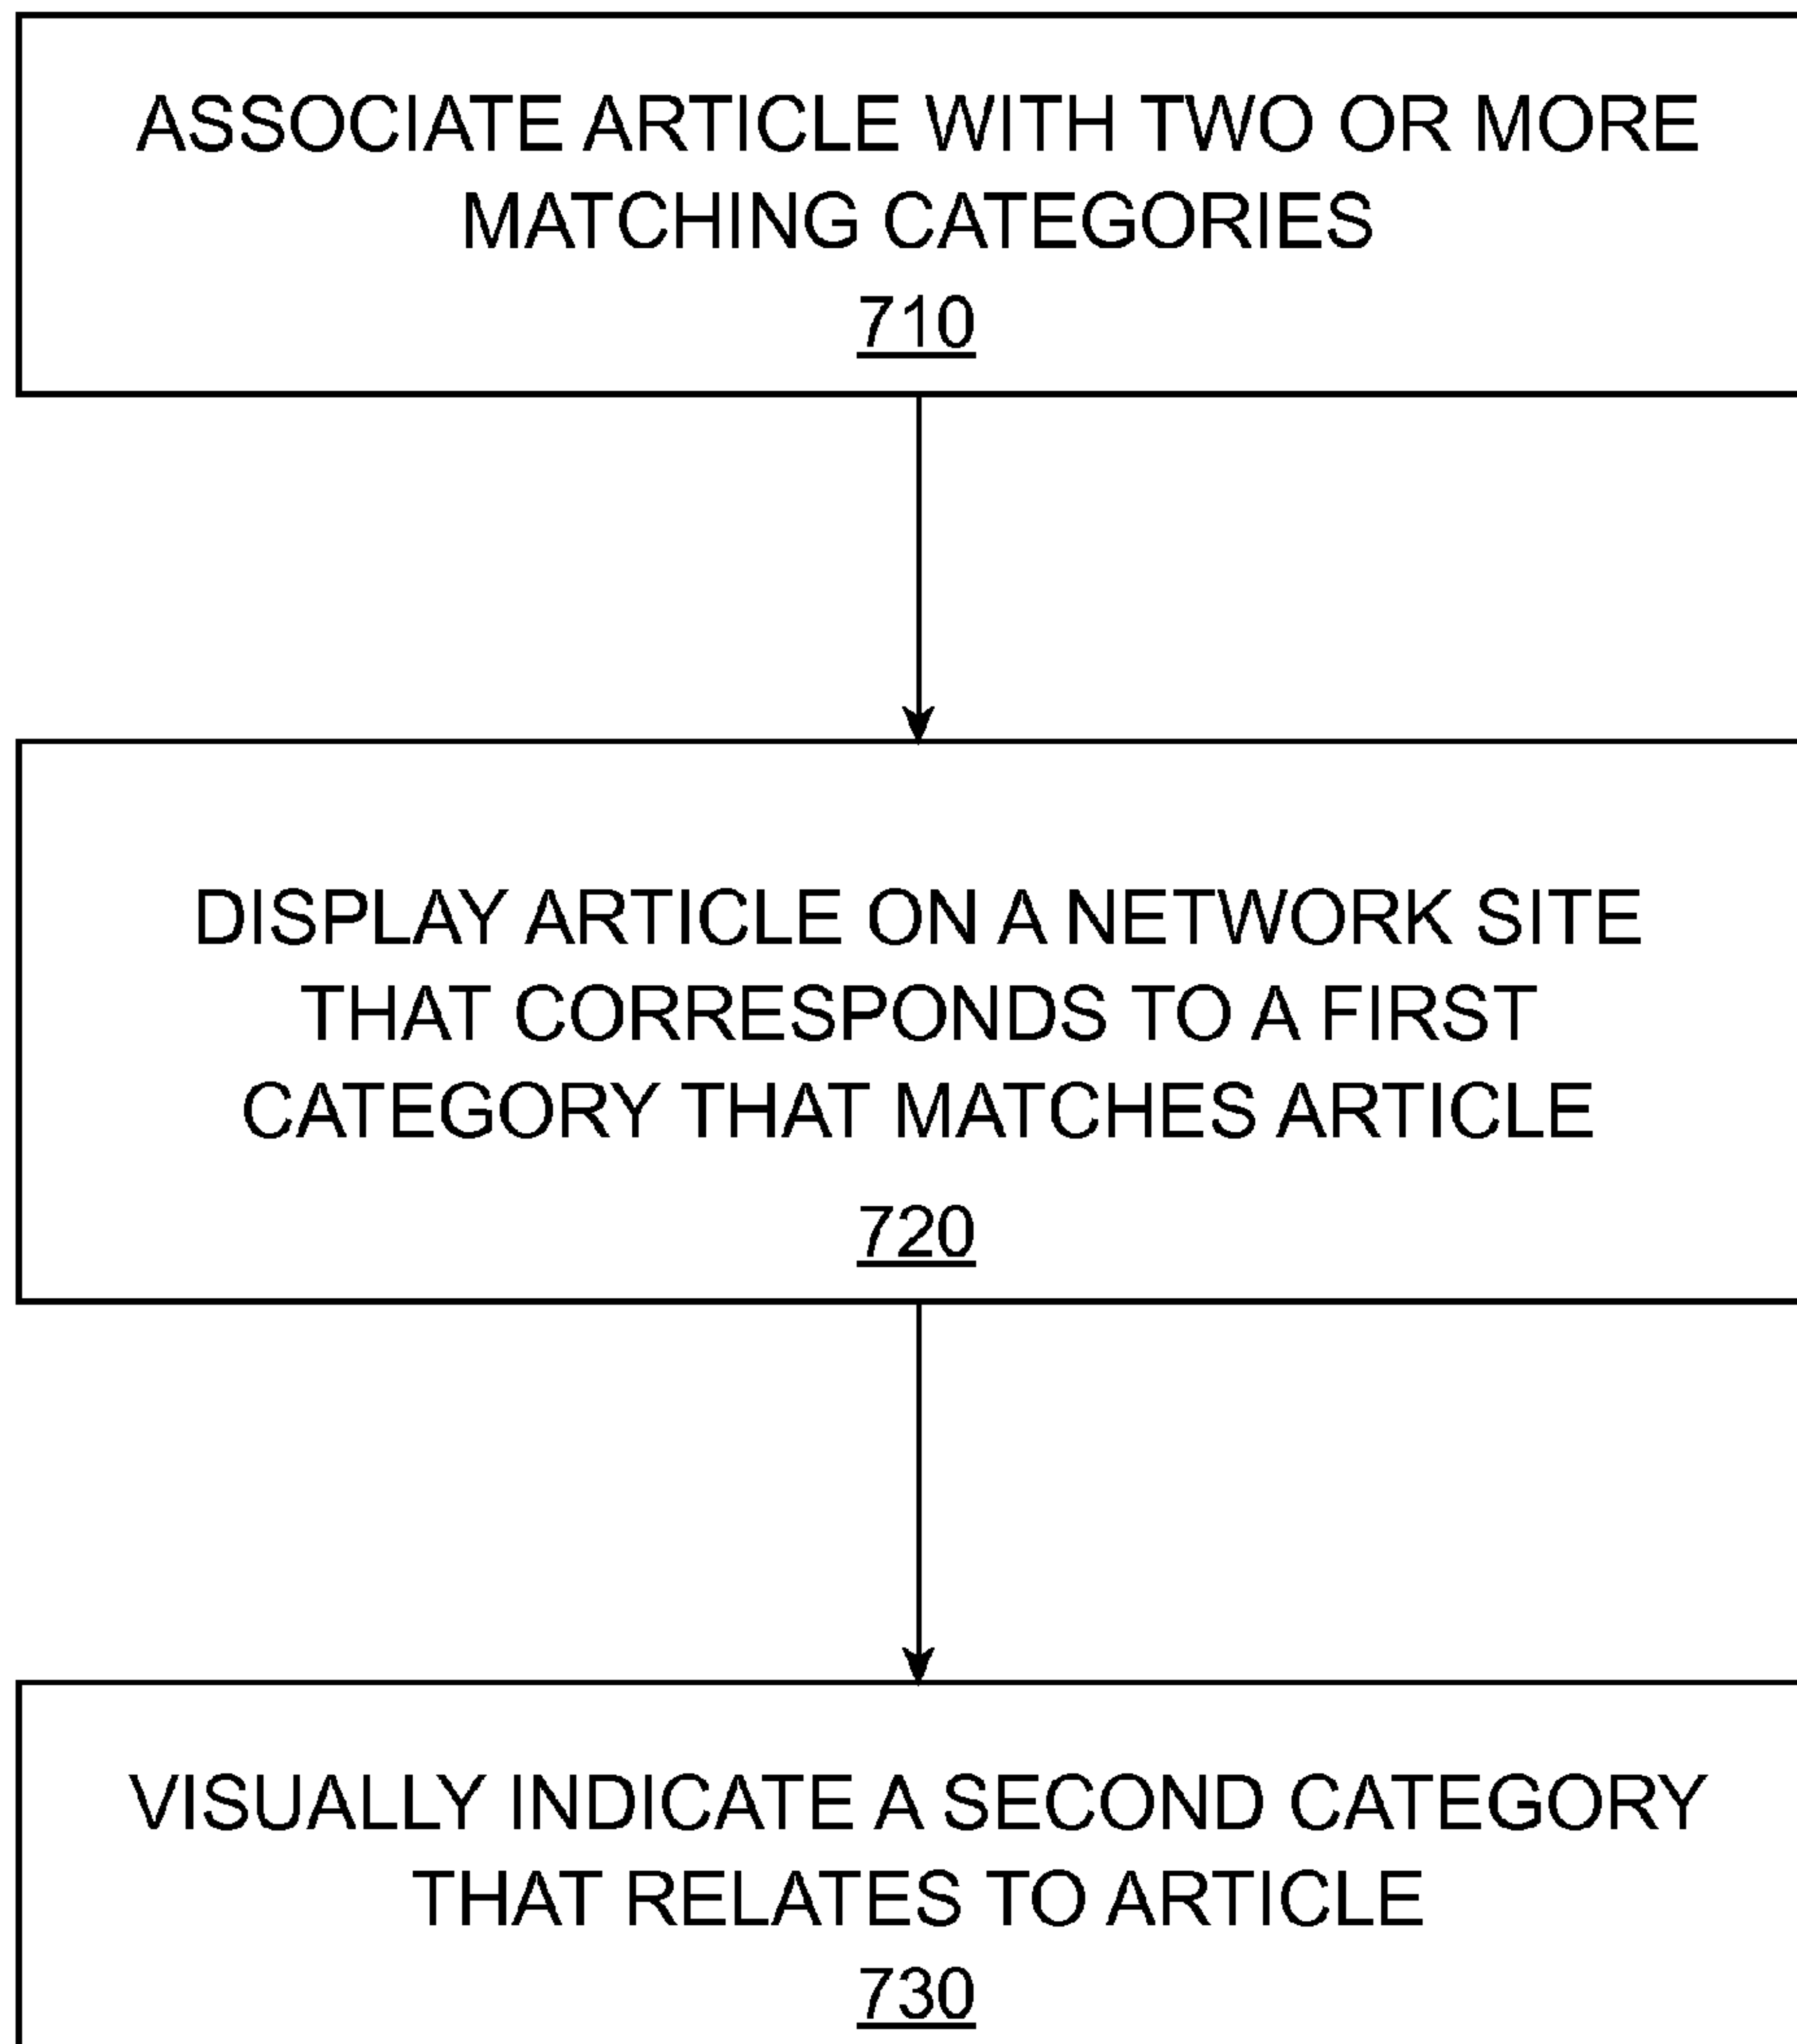 ASSOCIATE ARTICLE WITH TWO OR MORE
MATCHING CATEGORIES
710
DISPLAY ARTICLE ON A NETWORK SITE
THAT CORRESPONDS TO A FIRST
CATEGORY THAT MATCHES ARTICLE
720
VISUALLY INDICATE A SECOND CATEGORY
THAT RELATES TO ARTICLE
730